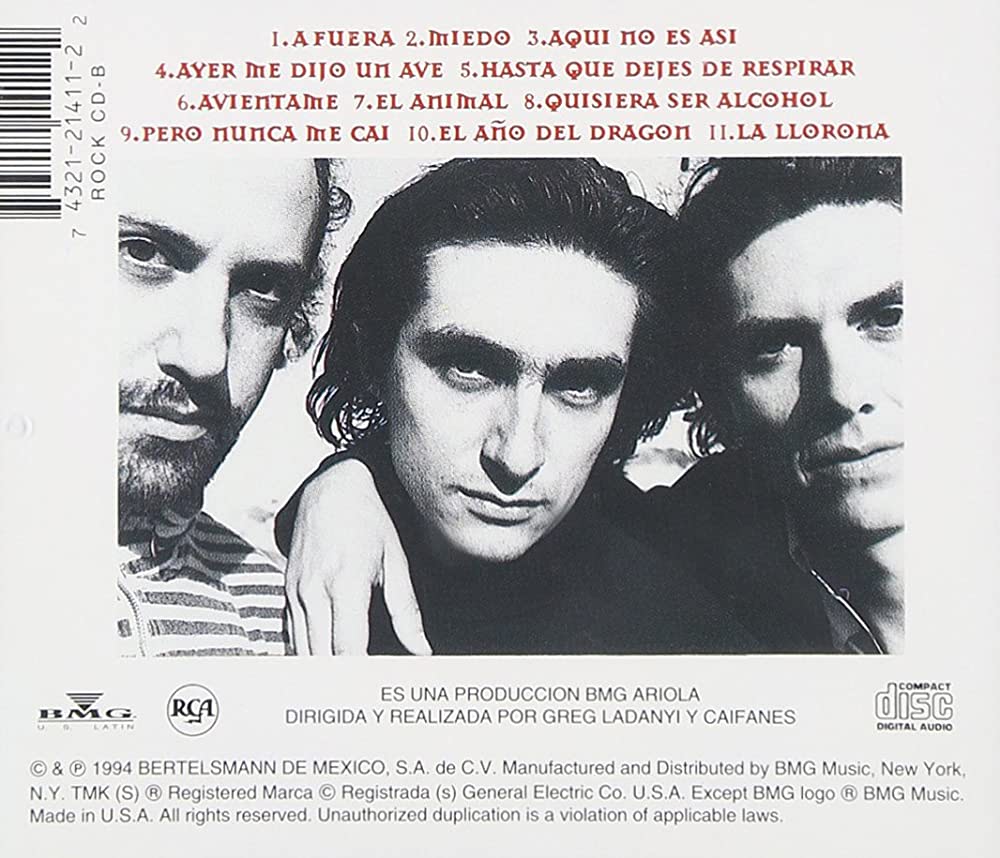 1.AFUERA 2.MIEDO 3.AQUI NO ES ASI
4.AYER ME DIJO UN AVE 5.HASTA QUE DEJES DE RESPIRAR
6.AVIENTAME 7.EL ANIMAL 8.QUISIERA SER ALCOHOL
9.PERO NUNCA ME CAI 10.EL AÑO DEL DRAGON 11.LA LLORONA
7 4321-21411-2 2
ROCK CD-B
BMG
U.S. LATIN
RCA
ES UNA PRODUCCION BMG ARIOLA
DIRIGIDA Y REALIZADA POR GREG LADANYI Y CAIFANES
COMPACT
disc
DIGITAL AUDIO
© & ℗ 1994 BERTELSMANN DE MEXICO, S.A. de C.V. Manufactured and Distributed by BMG Music, New York,
N.Y. TMK (S) ® Registered Marca © Registrada (s) General Electric Co. U.S.A. Except BMG logo ® BMG Music.
Made in U.S.A. All rights reserved. Unauthorized duplication is a violation of applicable laws.